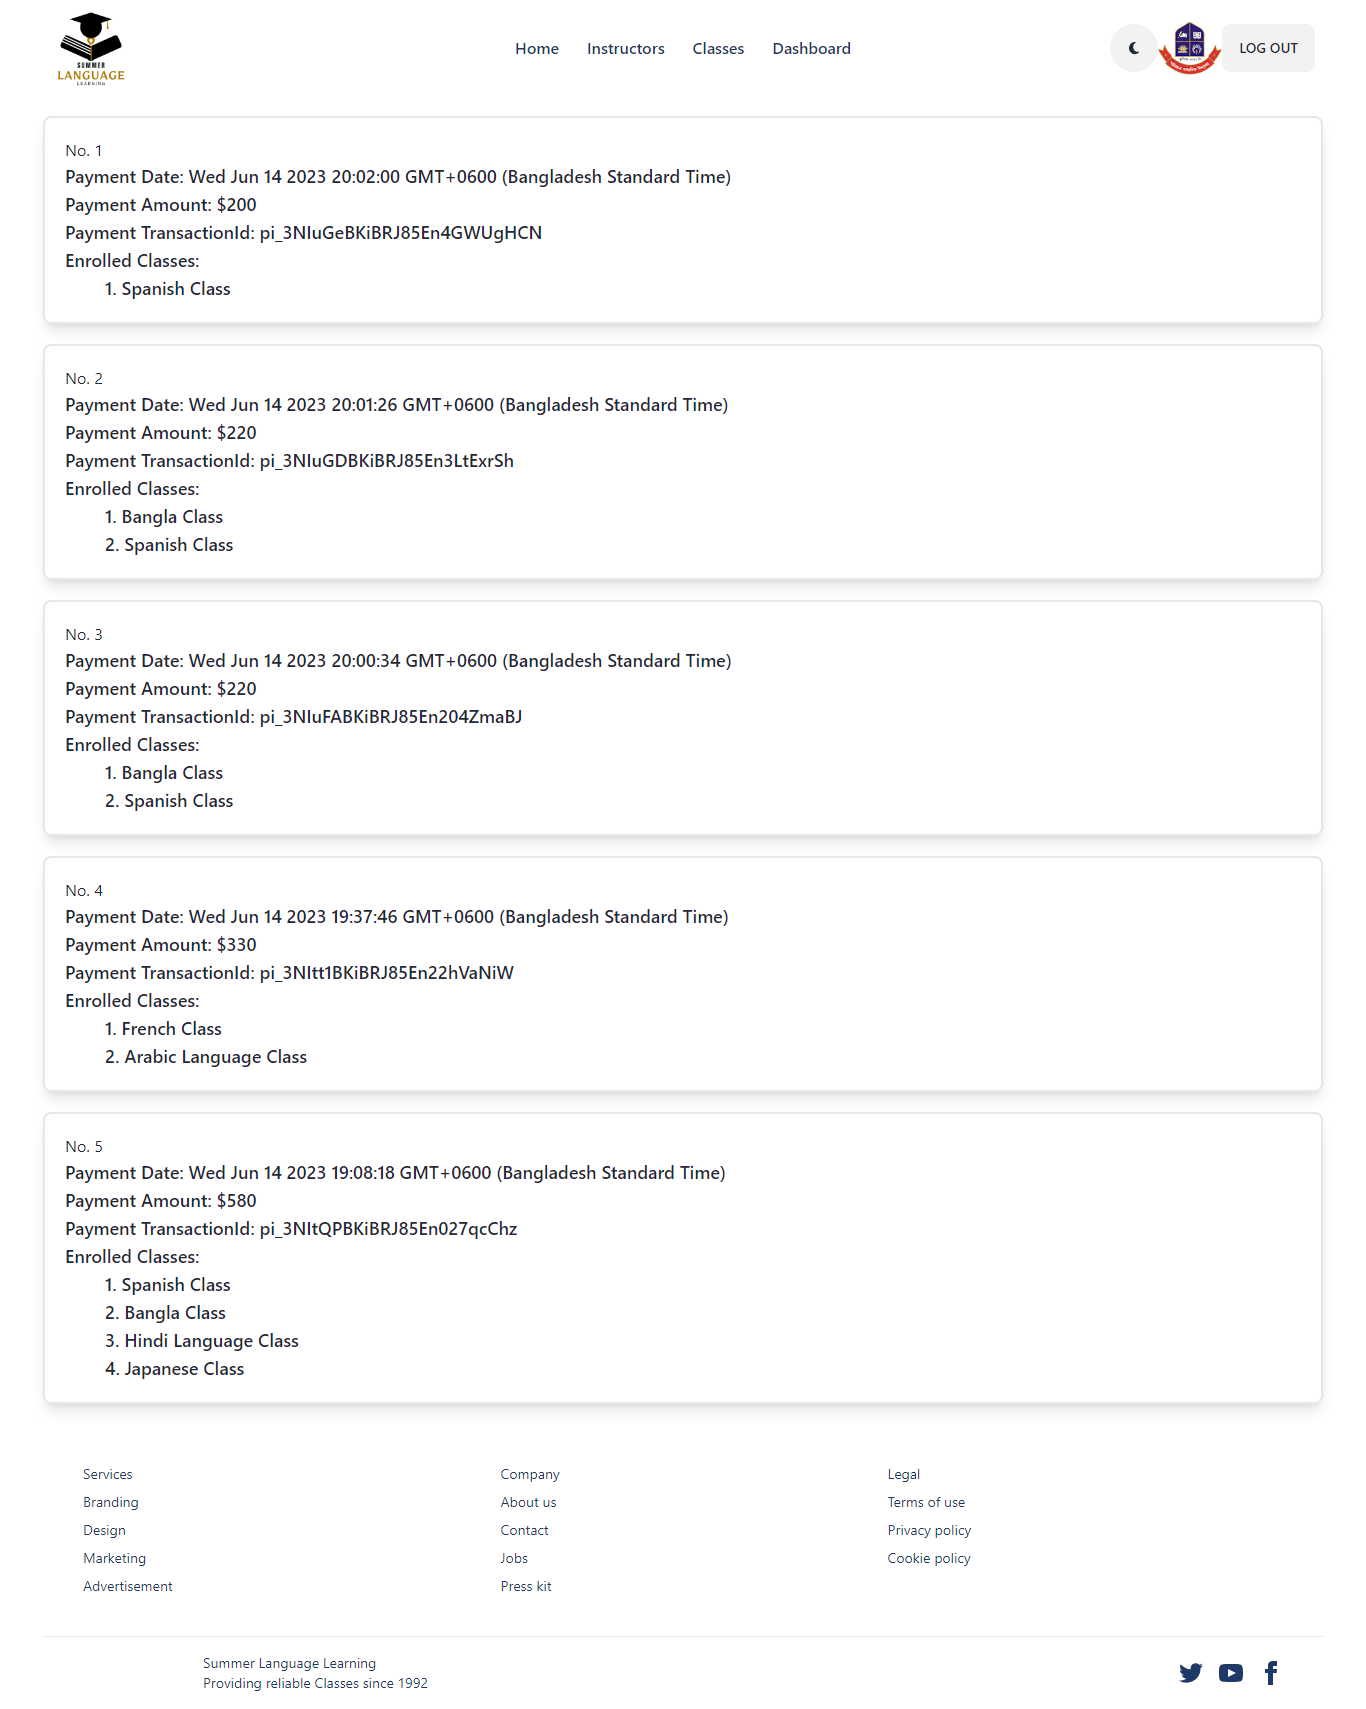 SUMMER
LANGUAGE
LEARNING
Home
Instructors
Classes
Dashboard
LOG OUT
No. 1
Payment Date: Wed Jun 14 2023 20:02:00 GMT+0600 (Bangladesh Standard Time)
Payment Amount: $200
Payment TransactionId: pi_3NIuGeBKiBRJ85En4GWUgHCN
Enrolled Classes:
1. Spanish Class
No. 2
Payment Date: Wed Jun 14 2023 20:01:26 GMT+0600 (Bangladesh Standard Time)
Payment Amount: $220
Payment TransactionId: pi_3NIuGDBKiBRJ85En3LtExrSh
Enrolled Classes:
1. Bangla Class
2. Spanish Class
No. 3
Payment Date: Wed Jun 14 2023 20:00:34 GMT+0600 (Bangladesh Standard Time)
Payment Amount: $220
Payment TransactionId: pi_3NIuFABKiBRJ85En204ZmaBJ
Enrolled Classes:
1. Bangla Class
2. Spanish Class
No. 4
Payment Date: Wed Jun 14 2023 19:37:46 GMT+0600 (Bangladesh Standard Time)
Payment Amount: $330
Payment TransactionId: pi_3NItt1BKiBRJ85En22hVaNiW
Enrolled Classes:
1. French Class
2. Arabic Language Class
No. 5
Payment Date: Wed Jun 14 2023 19:08:18 GMT+0600 (Bangladesh Standard Time)
Payment Amount: $580
Payment TransactionId: pi_3NItQPBKiBRJ85En027qcChz
Enrolled Classes:
1. Spanish Class
2. Bangla Class
3. Hindi Language Class
4. Japanese Class
Services
Branding
Design
Marketing
Advertisement
Company
About us
Contact
Jobs
Press kit
Legal
Terms of use
Privacy policy
Cookie policy
Summer Language Learning
Providing reliable Classes since 1992